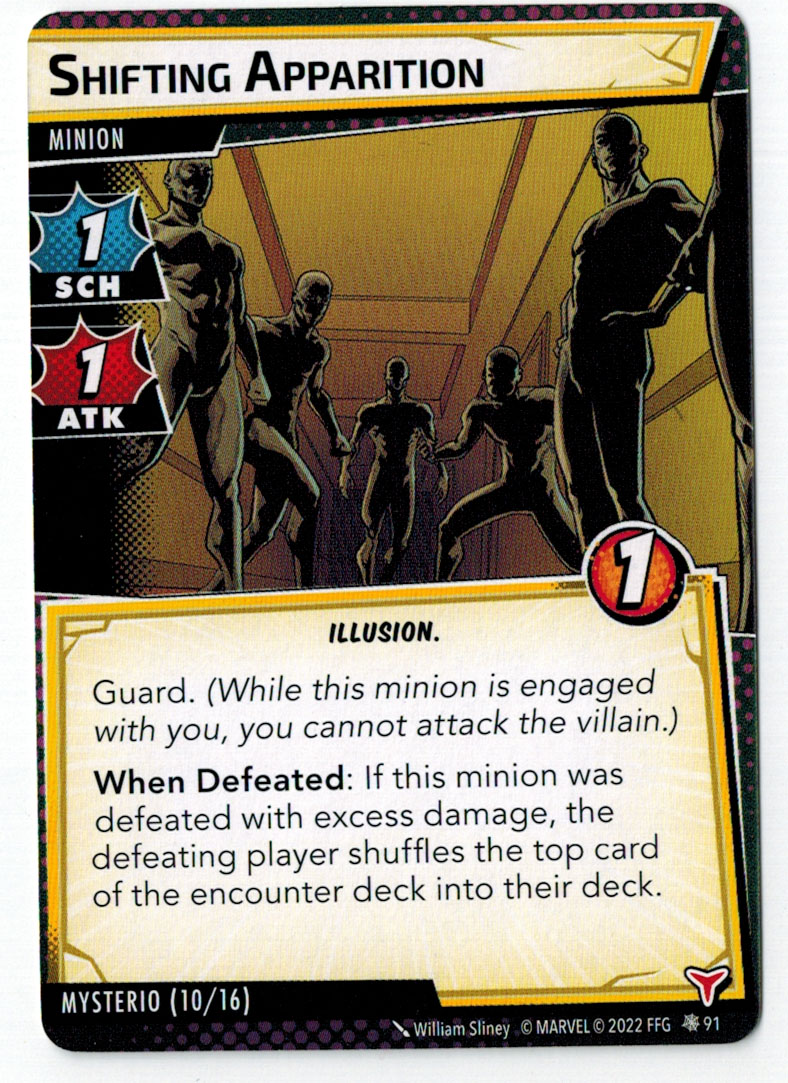 SHIFTING APPARITION
MINION
1
SCH
1
ATK
1
ILLUSION.
Guard. (While this minion is engaged
with you, you cannot attack the villain.)
When Defeated: If this minion was
defeated with excess damage, the
defeating player shuffles the top card
of the encounter deck into their deck.
MYSTERIO (10/16)
William Sliney © MARVEL © 2022 FFG 91